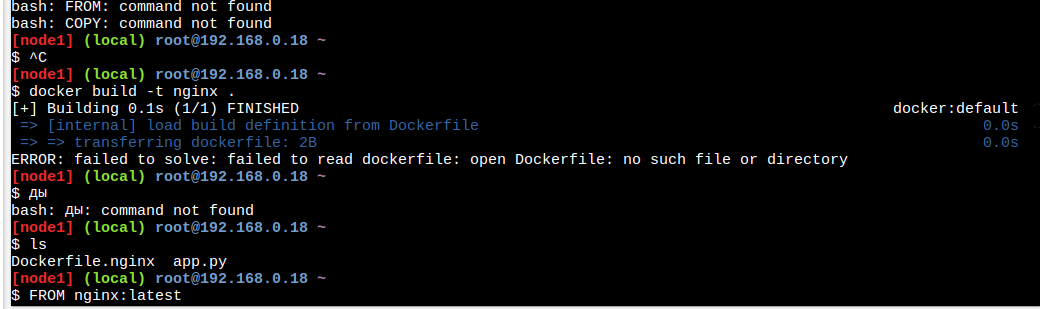 bash: FROM: command not found
bash: COPY: command not found
[node1] (local) root@192.168.0.18 ~
$ ^C
[node1] (local) root@192.168.0.18 ~
$ docker build -t nginx .
[+] Building 0.1s (1/1) FINISHED docker:default
=> [internal] load build definition from Dockerfile 0.0s
=> => transferring dockerfile: 2B 0.0s
ERROR: failed to solve: failed to read dockerfile: open Dockerfile: no such file or directory
[node1] (local) root@192.168.0.18 ~
$ ды
bash: ды: command not found
[node1] (local) root@192.168.0.18 ~
$ ls
Dockerfile.nginx app.py
[node1] (local) root@192.168.0.18 ~
$ FROM nginx:latest